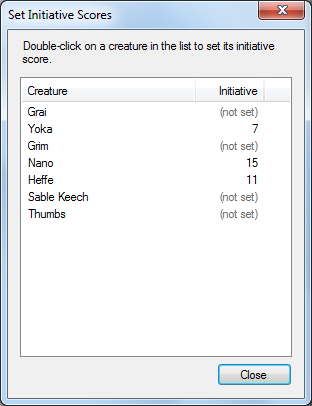 Set Initiative Scores
Double-click on a creature in the list to set its initiative
score.
Creature Initiative
Grai (not set)
Yoka 7
Grim (not set)
Nano 15
Heffe 11
Sable Keech (not set)
Thumbs (not set)
Close